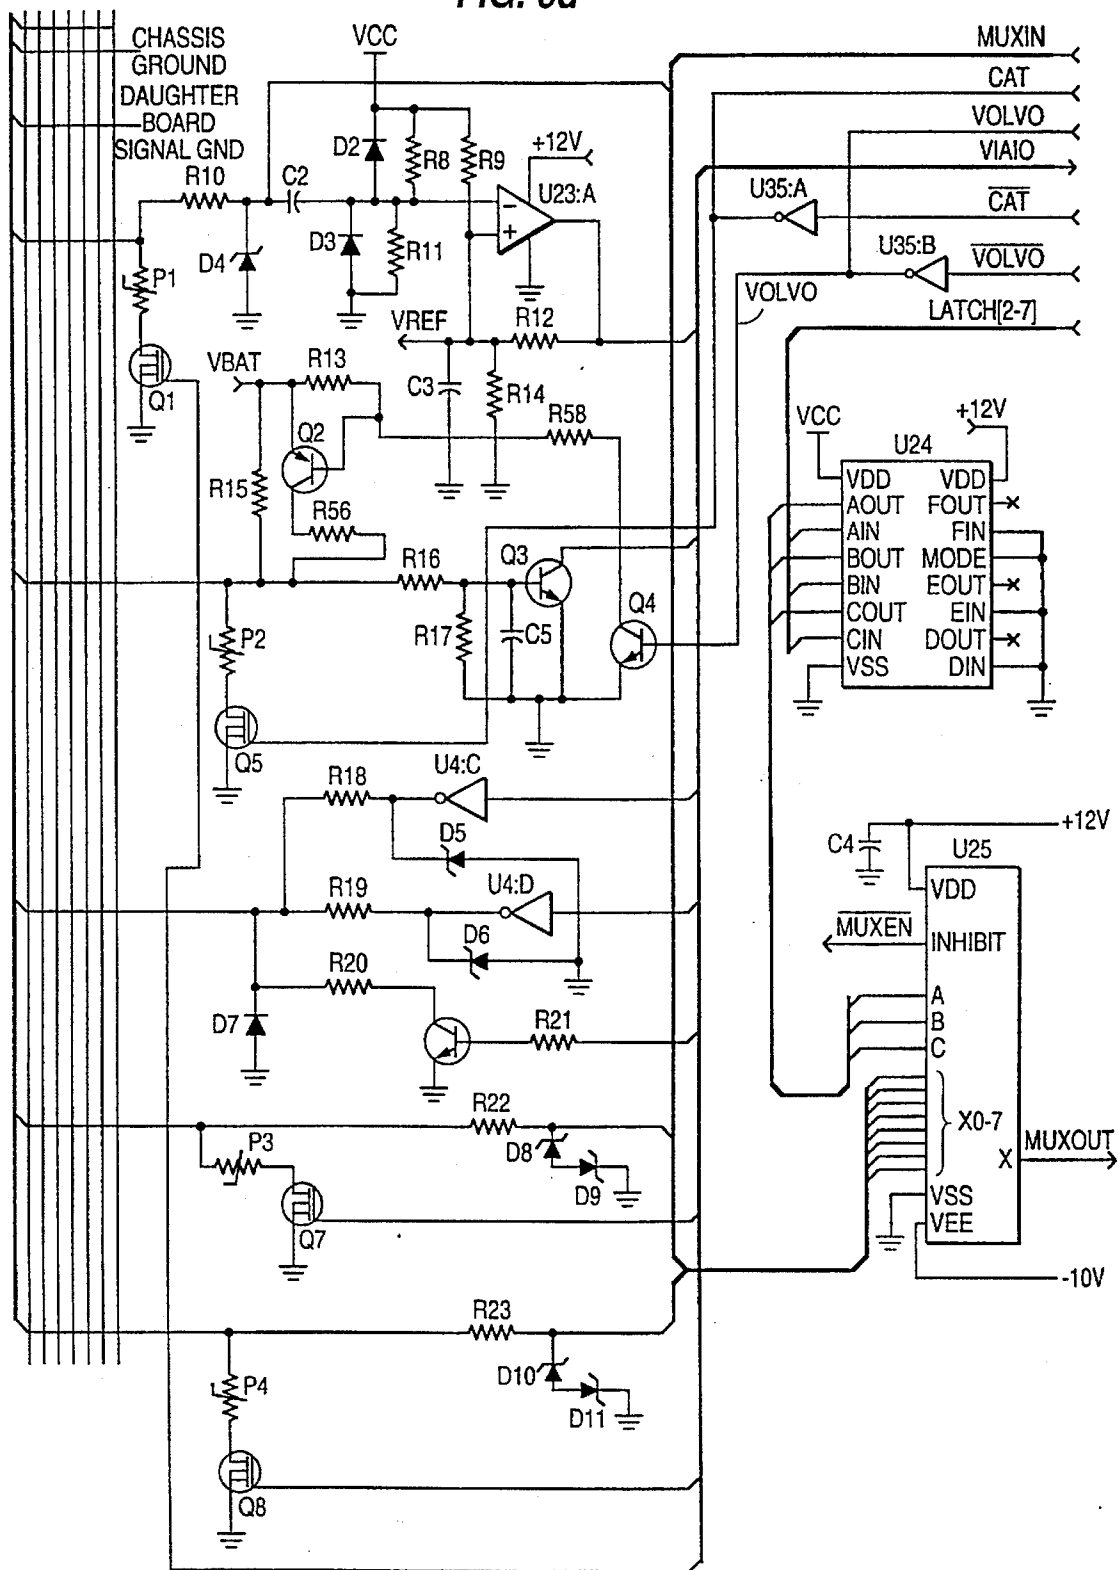 CHASSIS
GROUND
DAUGHTER
BOARD
SIGNAL GND
VCC
MUXIN
CAT
VOLVO
VIAIO
R10
C2
D2
R8
R9
+12V
U23:A
U35:A
CAT
D4
D3
R11
U35:B
VOLVO
P1
VOLVO
LATCH[2-7]
VREF
R12
Q1
VBAT
R13
C3
R14
R58
VCC
+12V
U24
Q2
R15
R56
VDD
VDD
AOUT
FOUT
AIN
FIN
BOUT
MODE
BIN
EOUT
COUT
EIN
CIN
DOUT
VSS
DIN
R16
Q3
R17
C5
Q4
P2
Q5
R18
U4:C
D5
R19
U4:D
D6
R20
D7
R21
C4
+12V
U25
VDD
MUXEN
INHIBIT
A
B
C
X0-7
X
MUXOUT
VSS
VEE
-10V
R22
P3
D8
D9
Q7
R23
D10
D11
P4
Q8